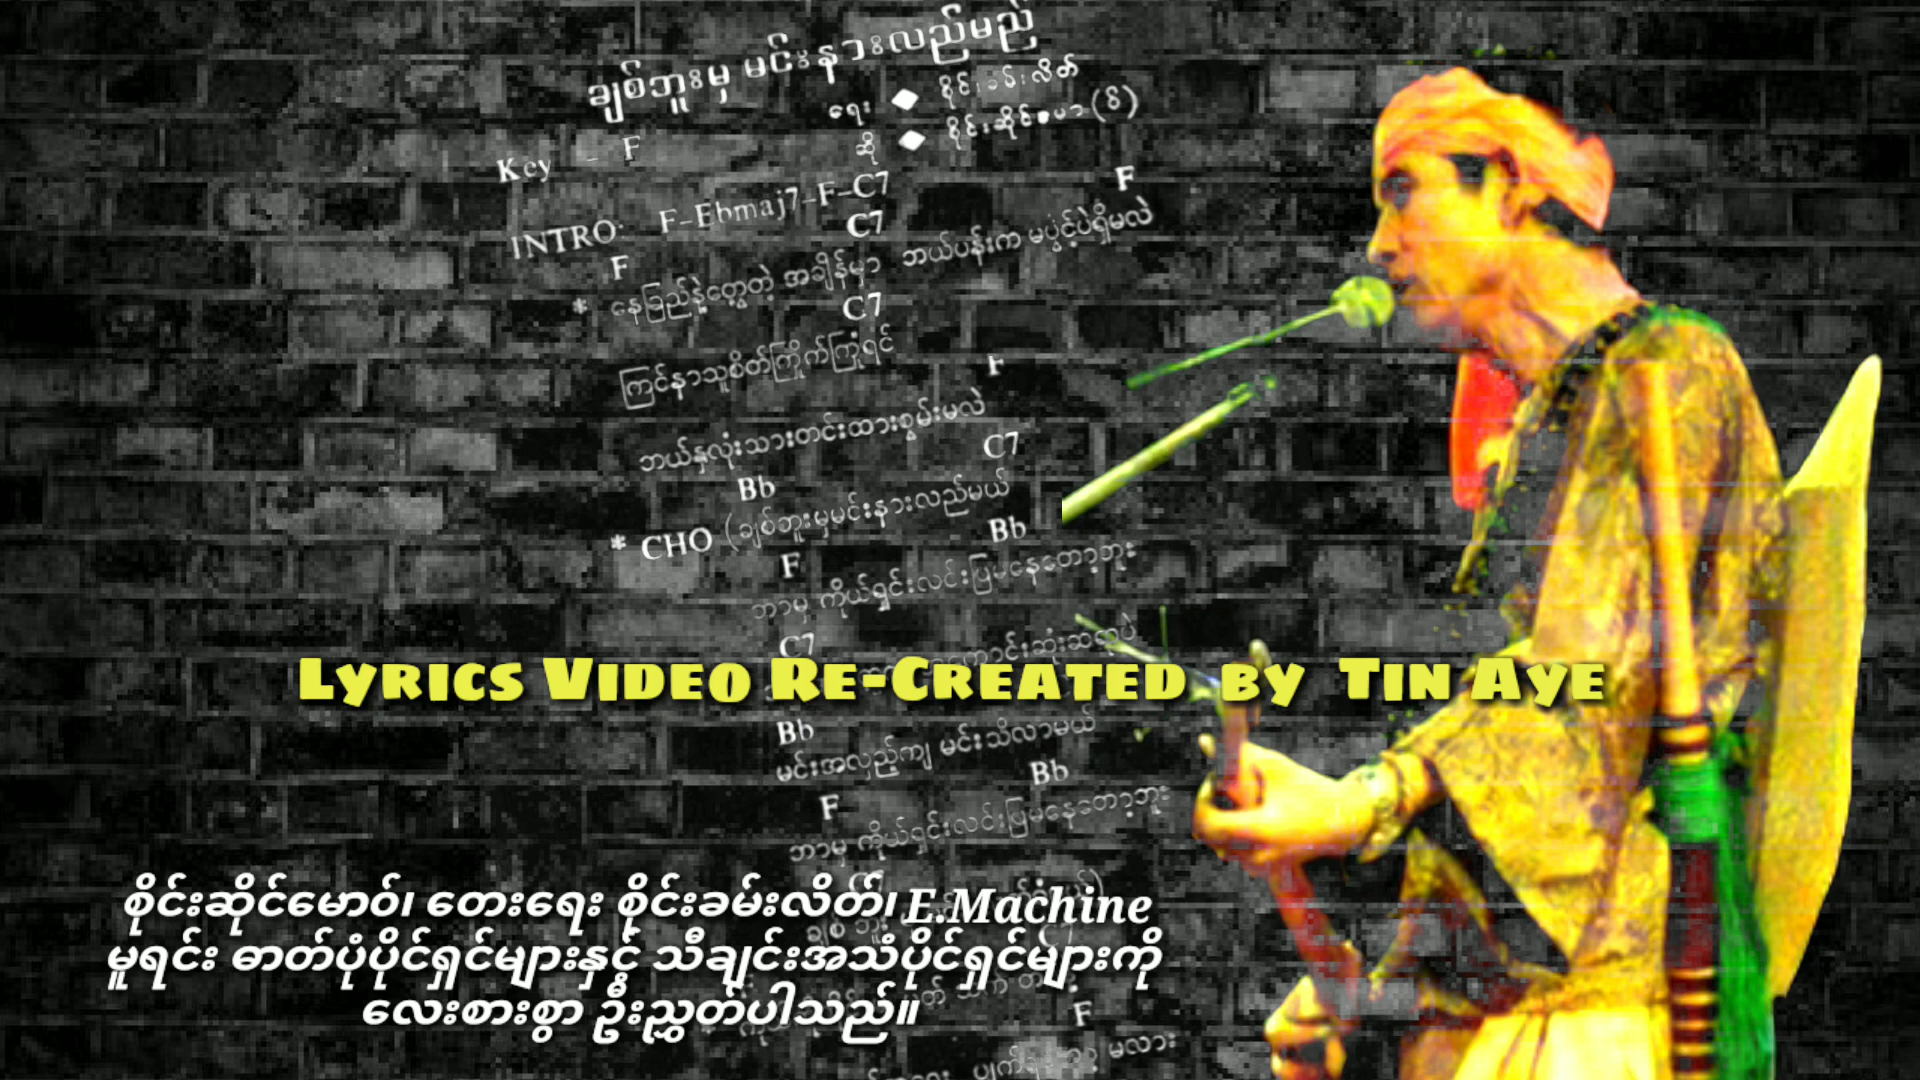 ချစ်ဘူးမှ မင်းနားလည်မည်
ရေး ◆ စိုင်းခမ်းလိတ်
ဆို ◆ စိုင်းဆိုင်မောဝ်
Key - F
INTRO: F-Ebmaj7-F-C7
F C7 F
* နေခြည်နဲ့တွေ့တဲ့ အချိန်မှာ ဘယ်ပန်းက မပွင့်ပဲရှိမလဲ
C7
ကြင်နာသူစိတ်ကြိုက်ကြုံရင်
F
ဘယ်နှလုံးသားတင်းထားစွမ်းမလဲ
Bb C7
* CHO (ချစ်ဘူးမှမင်းနားလည်မယ်
F Bb
ဘာမှ ကိုယ်ရှင်းလင်းပြမနေတော့ဘူး
C7
Lyrics Video Re-Created by Tin Aye
Bb
မင်းအလှည့်ကျ မင်းသိလာမယ်
F Bb
ဘာမှ ကိုယ်ရှင်းလင်းပြမနေတော့ဘူး
စိုင်းဆိုင်မောဝ်၊ တေးရေး စိုင်းခမ်းလိတ်၊ E.Machine
မူရင်း ဓာတ်ပုံပိုင်ရှင်များနှင့် သီချင်းအသံပိုင်ရှင်များကို
လေးစားစွာ ဦးညွှတ်ပါသည်။
F